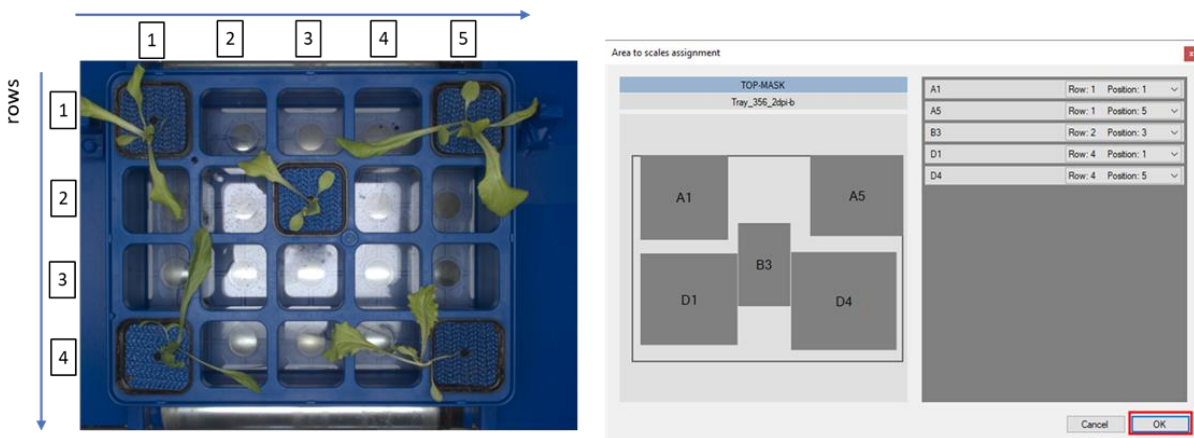 1 2 3 4 5
rows
1
2
3
4
Area to scales assignment x
TOP-MASK
Tray_356_2dpi-b
A1
A5
B3
D1
D4
A1 Row: 1 Position: 1
A5 Row: 1 Position: 5
B3 Row: 2 Position: 3
D1 Row: 4 Position: 1
D4 Row: 4 Position: 5
Cancel OK